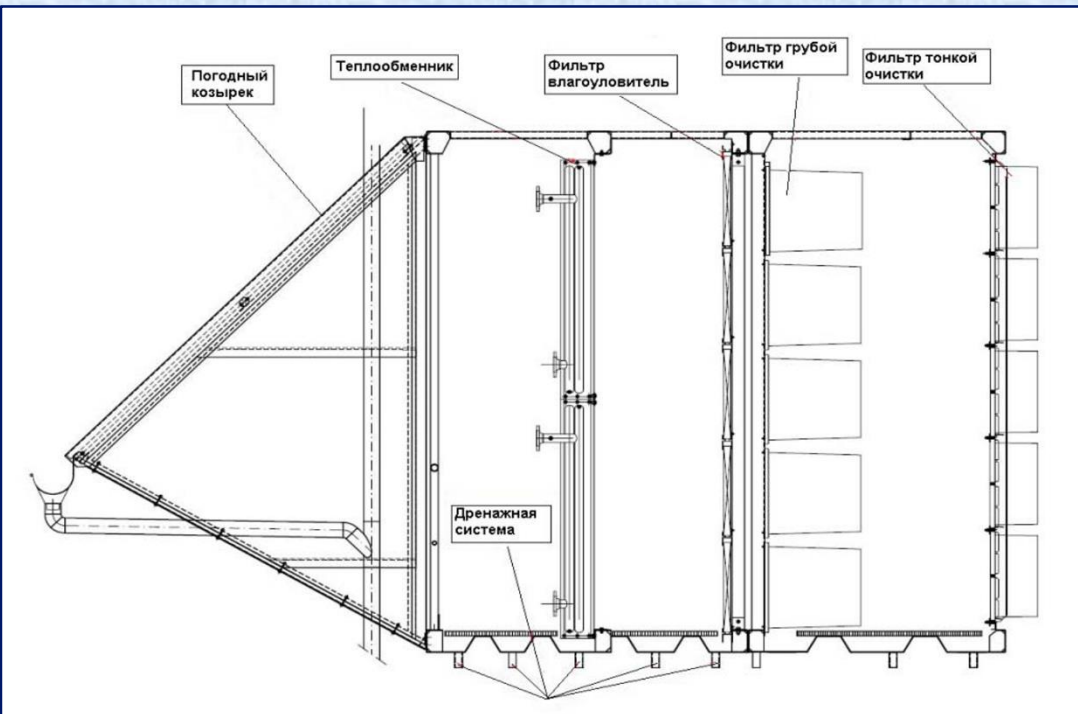 Погодный
козырек
Теплообменник
Фильтр
влагоуловитель
Фильтр грубой
очистки
Фильтр тонкой
очистки
Дренажная
система